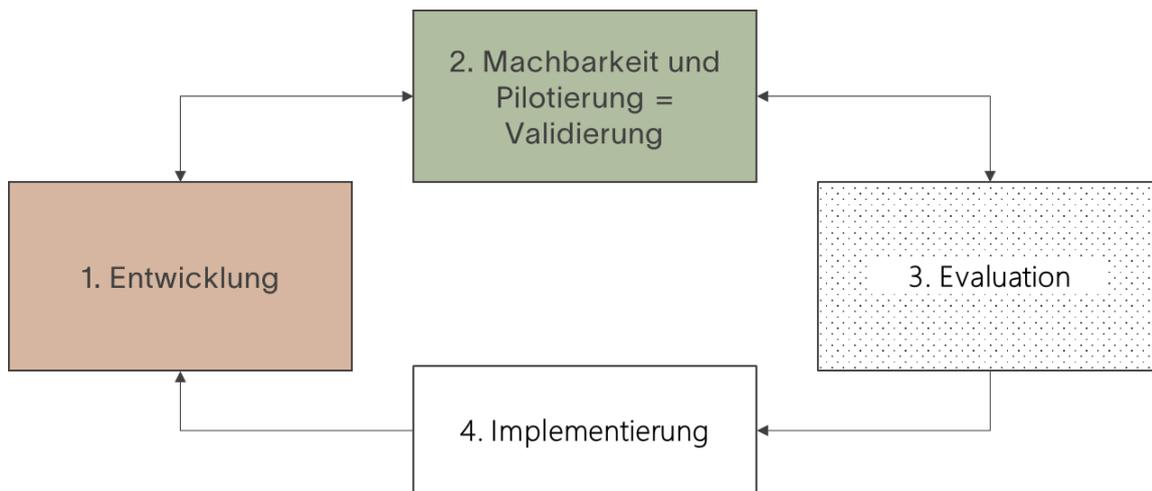 2. Machbarkeit und
Pilotierung =
Validierung
1. Entwicklung
3. Evaluation
4. Implementierung